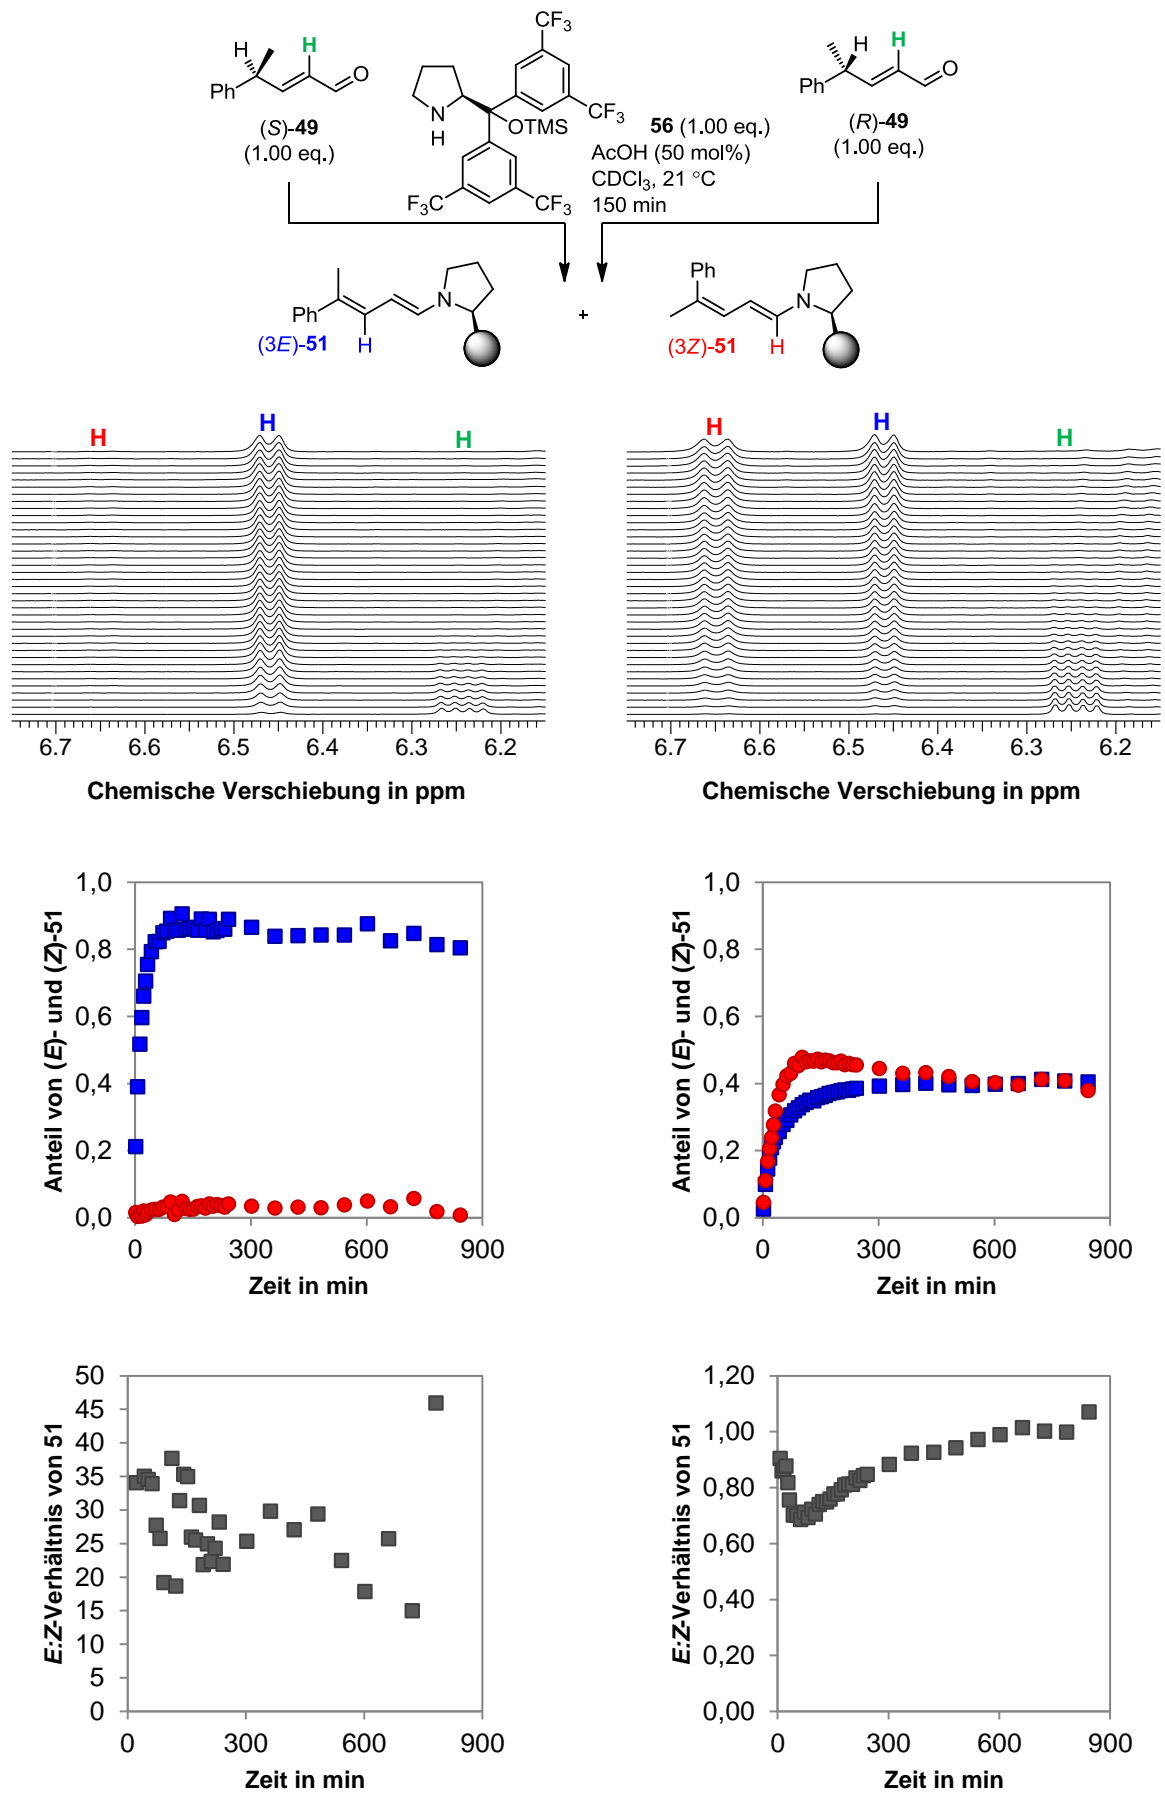 CF3
H
H
H
H
Ph
O
CF3
Ph
O
(S)-49
(1.00 eq.)
N
H
OTMS
CF3
56 (1.00 eq.)
AcOH (50 mol%)
CDCl3, 21 °C
150 min
(R)-49
(1.00 eq.)
F3C
CF3
Ph
N
Ph
N
+
(3E)-51
H
(3Z)-51
H
H
H
H
H
H
H
6.7
6.6
6.5
6.4
6.3
6.2
6.7
6.6
6.5
6.4
6.3
6.2
Chemische Verschiebung in ppm
Chemische Verschiebung in ppm
Anteil von (E)- und (Z)-51
1,0
0,8
0,6
0,4
0,2
0,0
0
300
600
900
Zeit in min
Anteil von (E)- und (Z)-51
1,0
0,8
0,6
0,4
0,2
0,0
0
300
600
900
Zeit in min
E:Z-Verhältnis von 51
50
45
40
35
30
25
20
15
10
5
0
0
300
600
900
Zeit in min
E:Z-Verhältnis von 51
1,20
1,00
0,80
0,60
0,40
0,20
0,00
0
300
600
900
Zeit in min